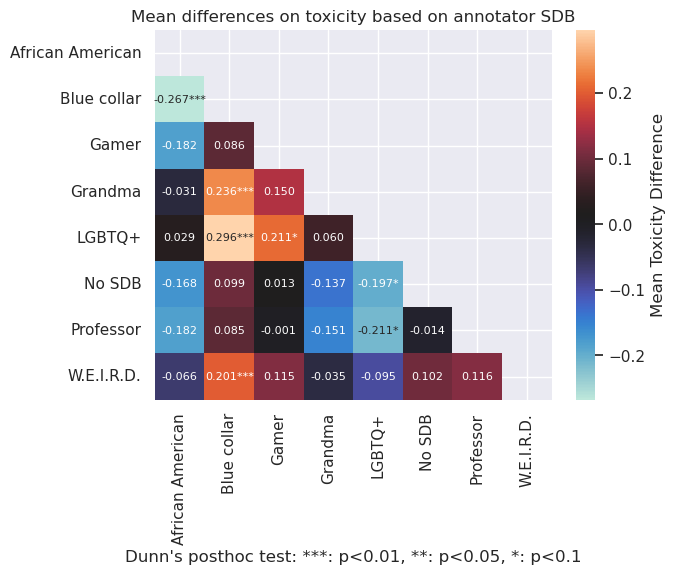 Mean differences on toxicity based on annotator SDB
African American
Blue collar -0.267***
Gamer -0.182 0.086
Grandma -0.031 0.236*** 0.150
LGBTQ+ 0.029 0.296*** 0.211* 0.060
No SDB -0.168 0.099 0.013 -0.137 -0.197*
Professor -0.182 0.085 -0.001 -0.151 -0.211* -0.014
W.E.I.R.D. -0.066 0.201*** 0.115 -0.035 -0.095 0.102 0.116
African American
Blue collar
Gamer
Grandma
LGBTQ+
No SDB
Professor
W.E.I.R.D.
0.2
0.1
0.0
-0.1
-0.2
Mean Toxicity Difference
Dunn's posthoc test: ***: p<0.01, **: p<0.05, *: p<0.1